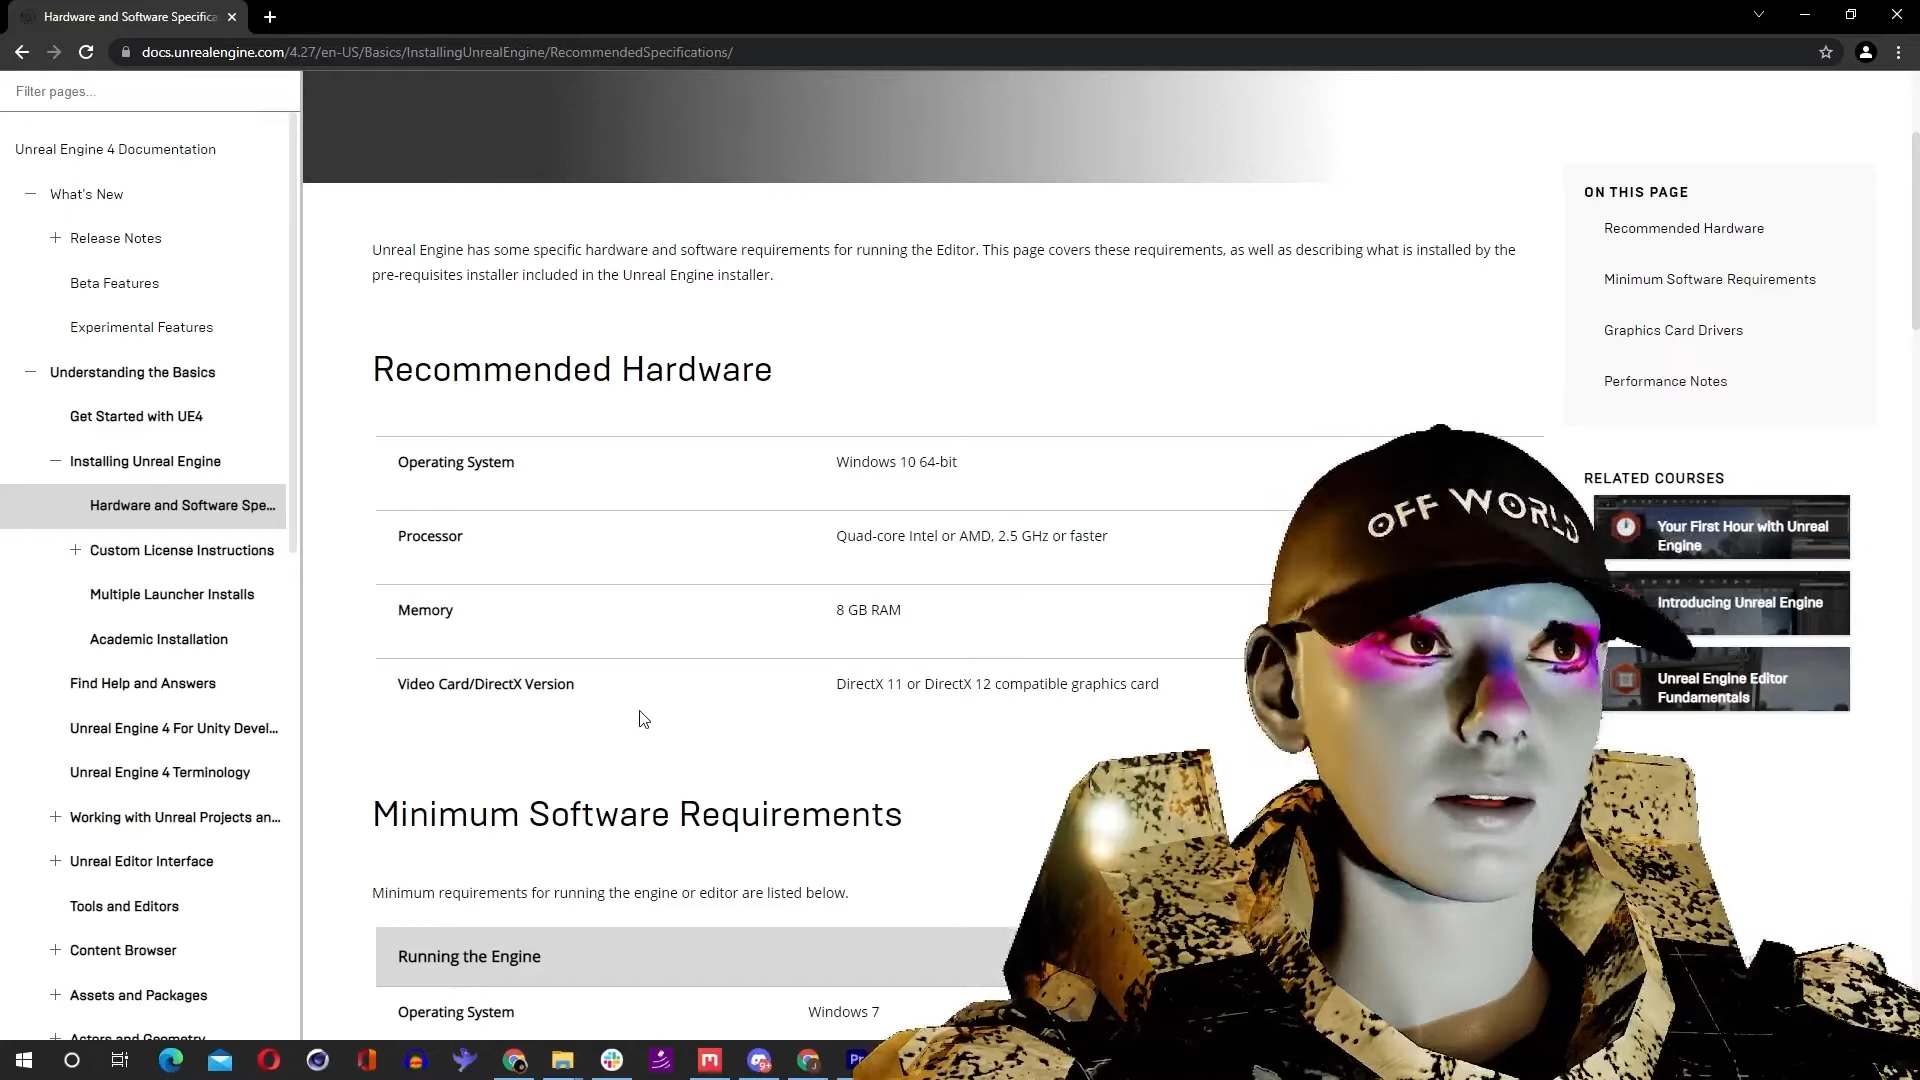 Hardware and Software Specifica
docs.unrealengine.com/4.27/en-US/Basics/InstallingUnrealEngine/RecommendedSpecifications/
Filter pages...
Unreal Engine 4 Documentation
What's New
Release Notes
Beta Features
Experimental Features
Understanding the Basics
Get Started with UE4
Installing Unreal Engine
Hardware and Software Spe...
Custom License Instructions
Multiple Launcher Installs
Academic Installation
Find Help and Answers
Unreal Engine 4 For Unity Devel...
Unreal Engine 4 Terminology
Working with Unreal Projects an...
Unreal Editor Interface
Tools and Editors
Content Browser
Assets and Packages
Actors and Geometry
Unreal Engine has some specific hardware and software requirements for running the Editor. This page covers these requirements, as well as describing what is installed by the
pre-requisites installer included in the Unreal Engine installer.
Recommended Hardware
Operating System Windows 10 64-bit
Processor Quad-core Intel or AMD, 2.5 GHz or faster
Memory 8 GB RAM
Video Card/DirectX Version DirectX 11 or DirectX 12 compatible graphics card
Minimum Software Requirements
Minimum requirements for running the engine or editor are listed below.
Running the Engine
Operating System Windows 7
ON THIS PAGE
Recommended Hardware
Minimum Software Requirements
Graphics Card Drivers
Performance Notes
RELATED COURSES
Your First Hour with Unreal
Engine
Introducing Unreal Engine
Unreal Engine Editor
Fundamentals
OFF WORLD
9+
Pr